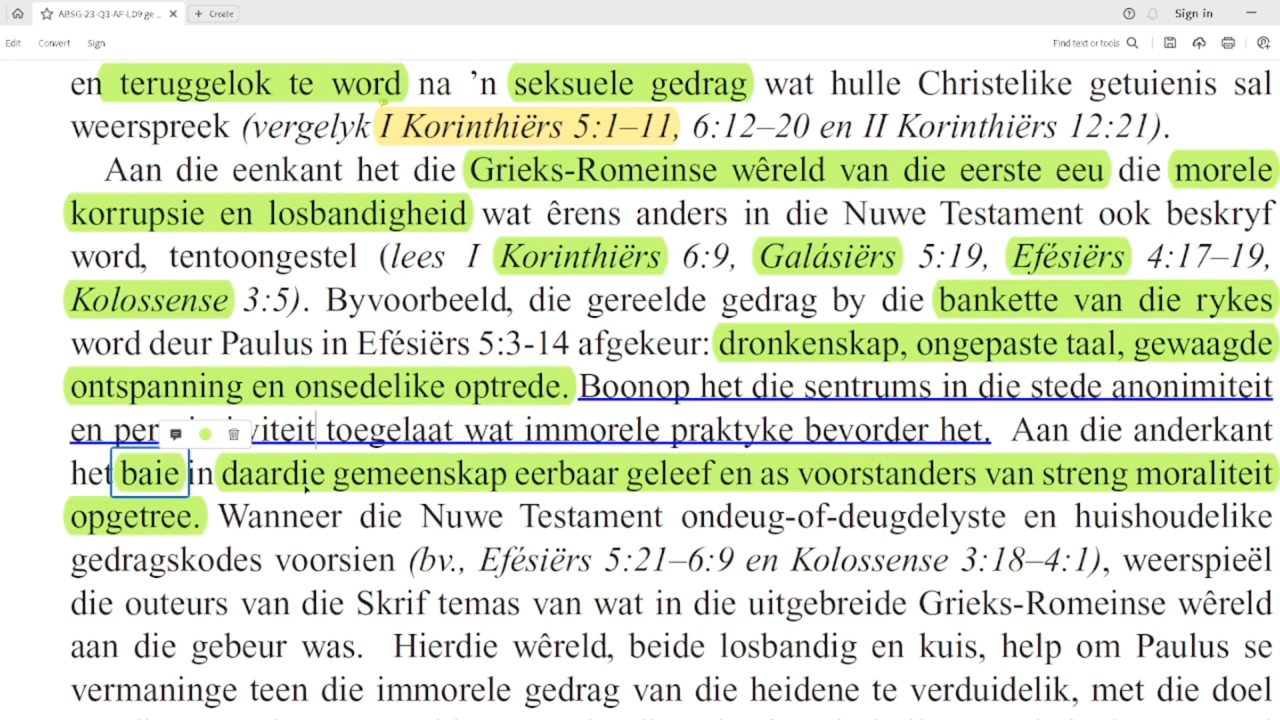 ABSG-23-Q3-AF-LD9 ge ...
+ Create
Sign in
Edit Convert Sign
Find text or tools
en teruggelok te word na ’n seksuele gedrag wat hulle Christelike getuienis sal
weerspreek (vergelyk I Korinthiërs 5:1–11, 6:12–20 en II Korinthiërs 12:21).
Aan die eenkant het die Grieks-Romeinse wêreld van die eerste eeu die morele
korrupsie en losbandigheid wat êrens anders in die Nuwe Testament ook beskryf
word, tentoongestel (lees I Korinthiërs 6:9, Galásiërs 5:19, Efésiërs 4:17–19,
Kolossense 3:5). Byvoorbeeld, die gereelde gedrag by die bankette van die rykes
word deur Paulus in Efésiërs 5:3-14 afgekeur: dronkenskap, ongepaste taal, gewaagde
ontspanning en onsedelike optrede. Boonop het die sentrums in die stede anonimiteit
en toegelaat wat immorele praktyke bevorder het. Aan die anderkant
het baie in daardie gemeenskap eerbaar geleef en as voorstanders van streng moraliteit
opgetree. Wanneer die Nuwe Testament ondeug-of-deugdelyste en huishoudelike
gedragskodes voorsien (bv., Efésiërs 5:21–6:9 en Kolossense 3:18–4:1), weerspieël
die outeurs van die Skrif temas van wat in die uitgebreide Grieks-Romeinse wêreld
aan die gebeur was. Hierdie wêreld, beide losbandig en kuis, help om Paulus se
vermaninge teen die immorele gedrag van die heidene te verduidelik, met die doel